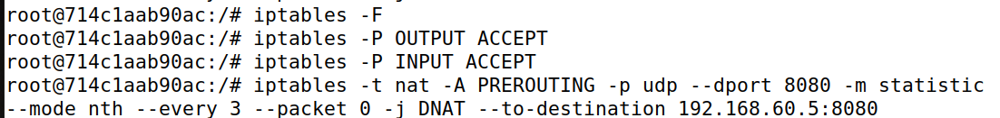 root@714c1aab90ac:/# iptables -F
root@714c1aab90ac:/# iptables -P OUTPUT ACCEPT
root@714c1aab90ac:/# iptables -P INPUT ACCEPT
root@714c1aab90ac:/# iptables -t nat -A PREROUTING -p udp --dport 8080 -m statistic
--mode nth --every 3 --packet 0 -j DNAT --to-destination 192.168.60.5:8080